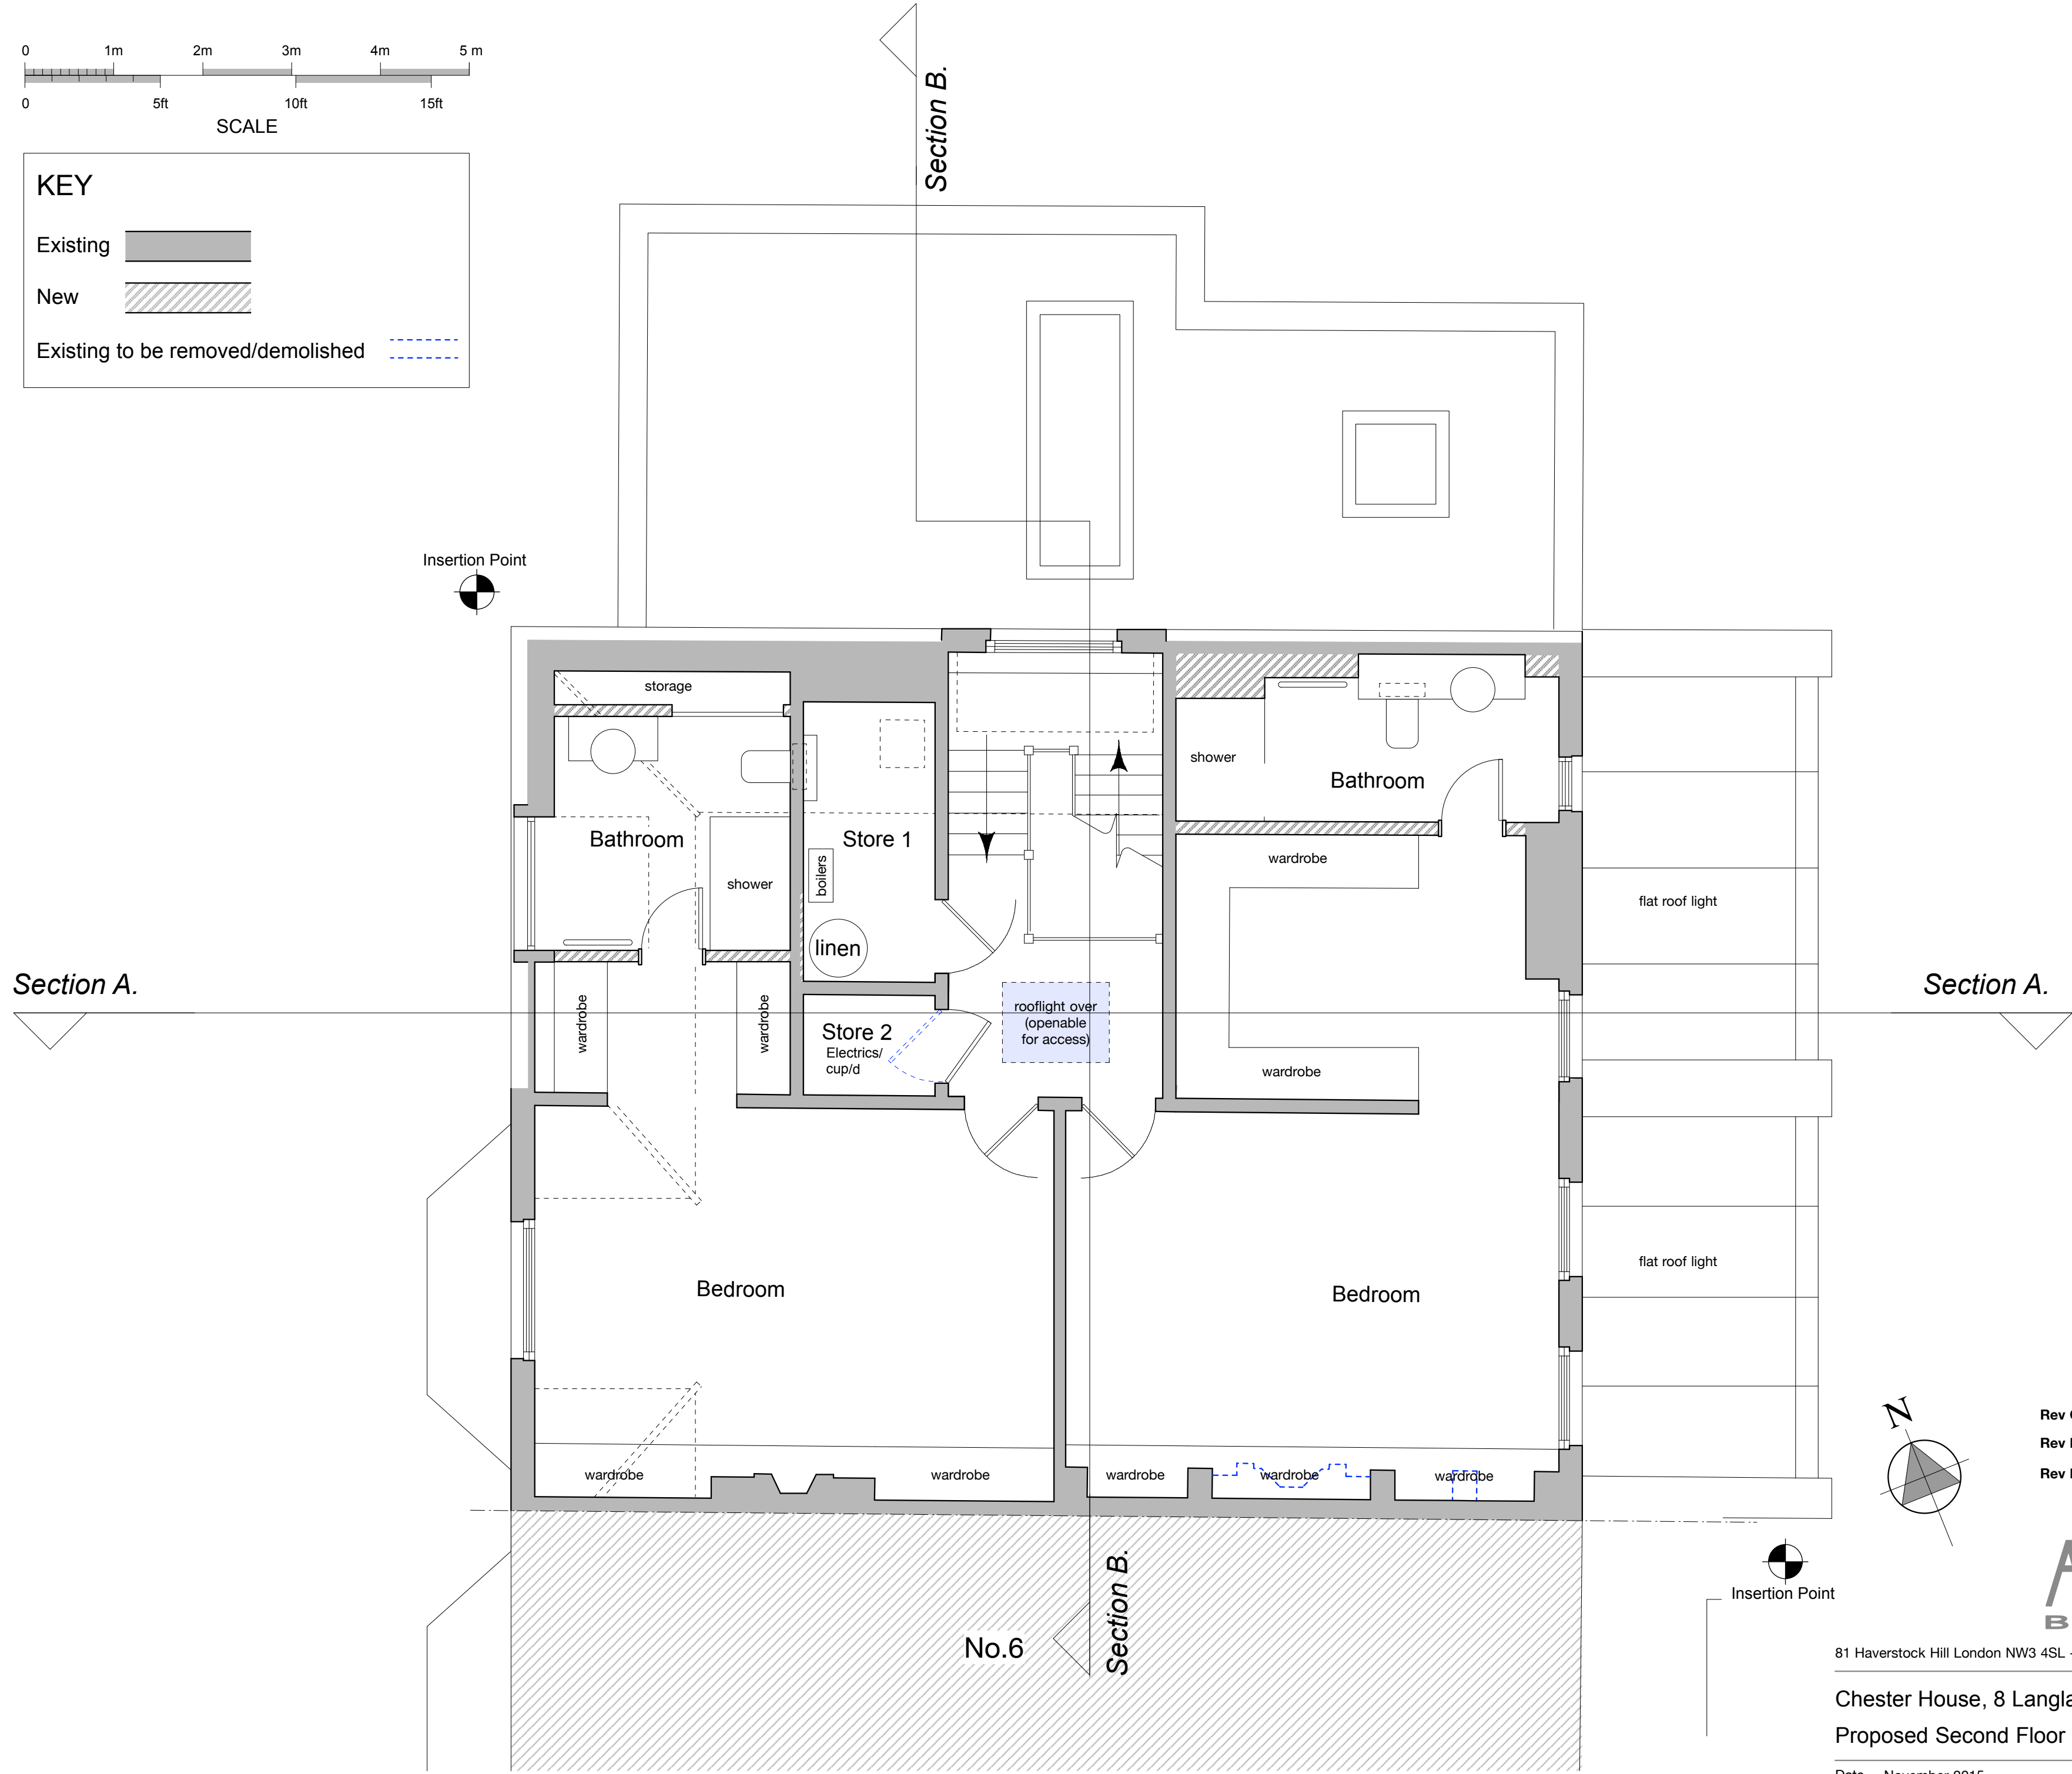 0 1m 2m 3m 4m 5 m
0 5ft 10ft 15ft
SCALE
KEY
Existing
New
Existing to be removed/demolished
Section B.
Insertion Point
storage
Bathroom
shower
Store 1
boilers
linen
shower
Bathroom
wardrobe
flat roof light
Section A.
Section A.
wardrobe
wardrobe
Store 2
Electrics/
cup/d
rooflight over
(openable
for access)
wardrobe
Bedroom
Bedroom
flat roof light
wardrobe
wardrobe
wardrobe
wardrobe
wardrobe
N
Rev
Rev
Rev
Insertion Point
No.6
Section B.
81 Haverstock Hill London NW3 4SL
Chester House, 8
Proposed Second Floor